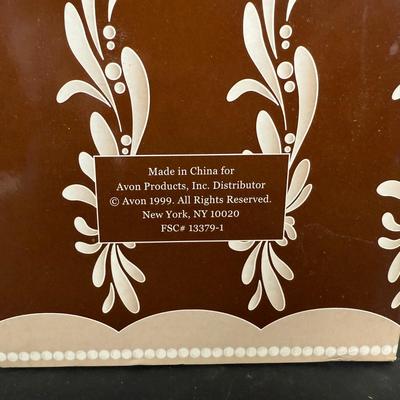 Made in China for
Avon Products, Inc. Distributor
© Avon 1999. All Rights Reserved.
New York, NY 10020
FSC# 13379-1